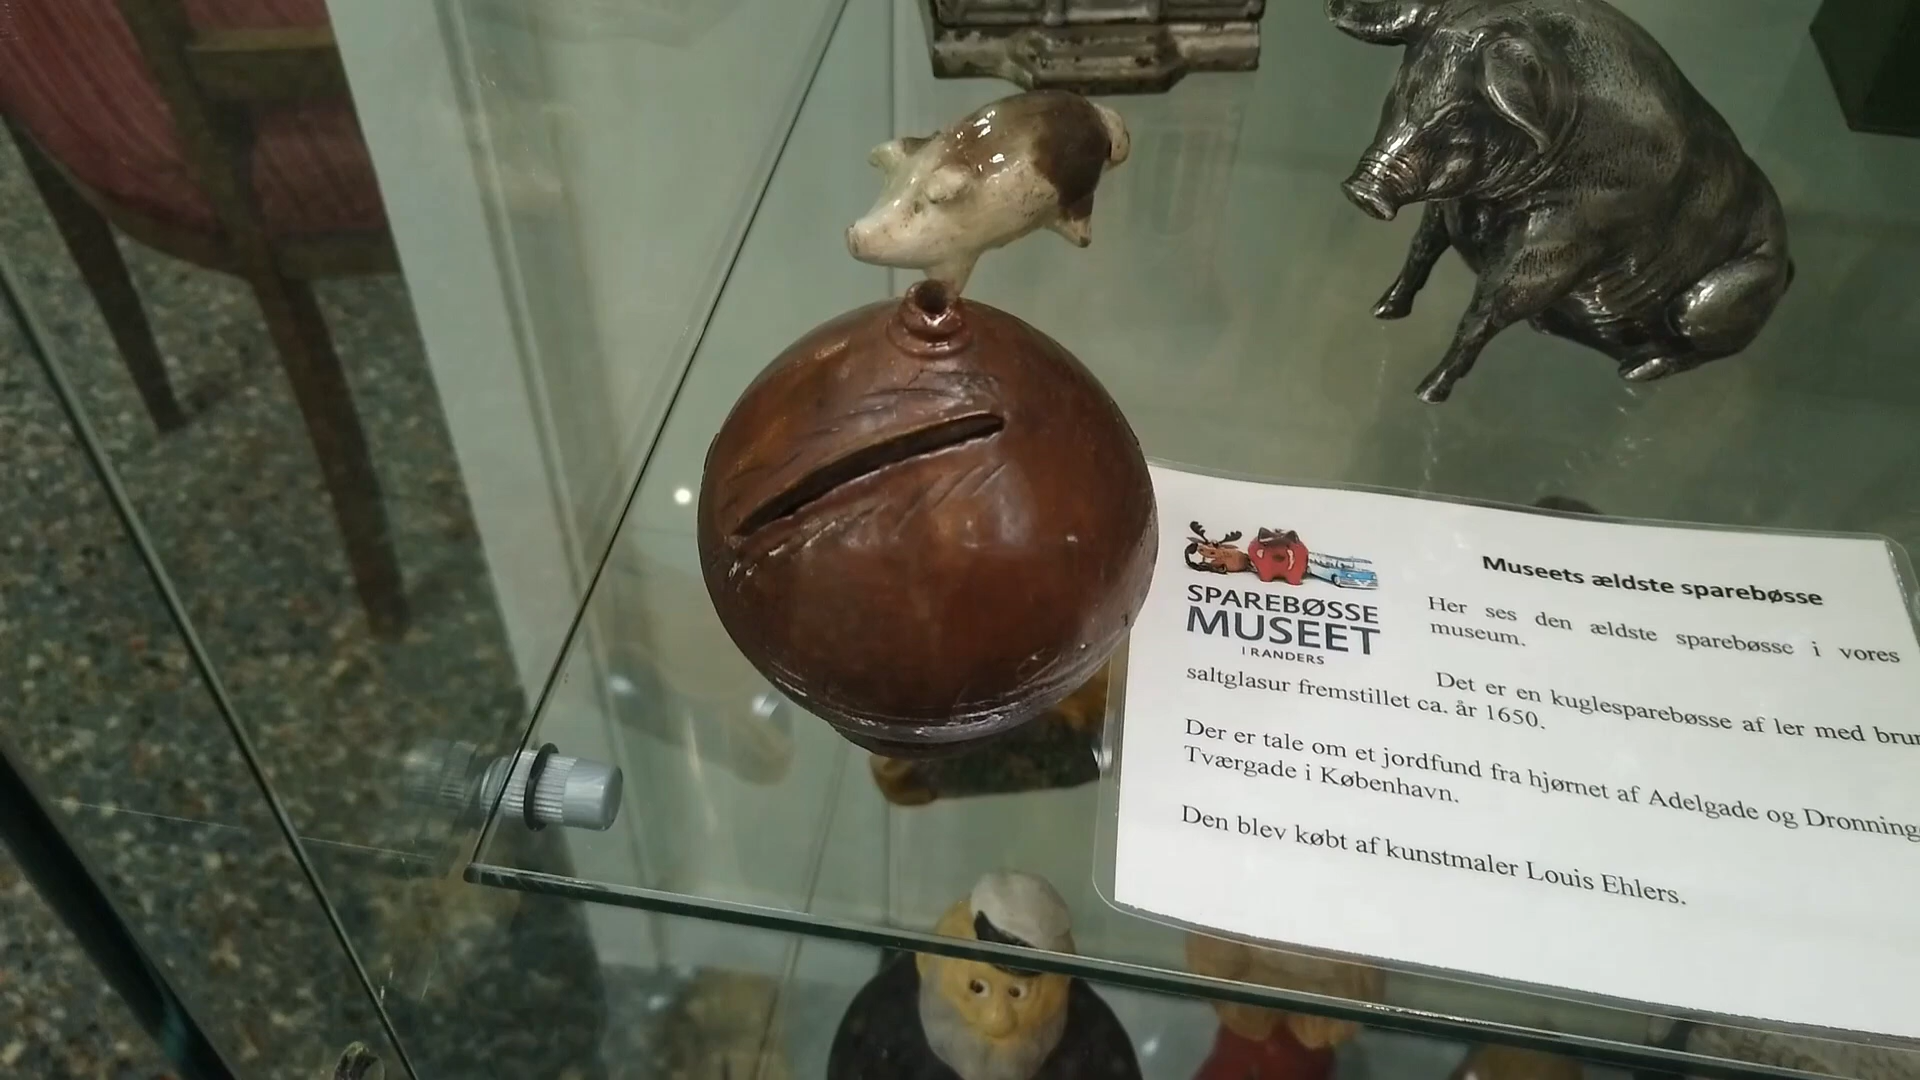 SPAREBØSSE
MUSEET
I RANDERS
Museets ældste sparebøsse
Her ses den ældste sparebøsse i vores
museum.
Det er en kuglesparebøsse af ler med brun
saltglasur fremstillet ca. år 1650.
Der er tale om et jordfund fra hjørnet af Adelgade og
Tværgade i København.
Den blev købt af kunstmaler Louis Ehlers.